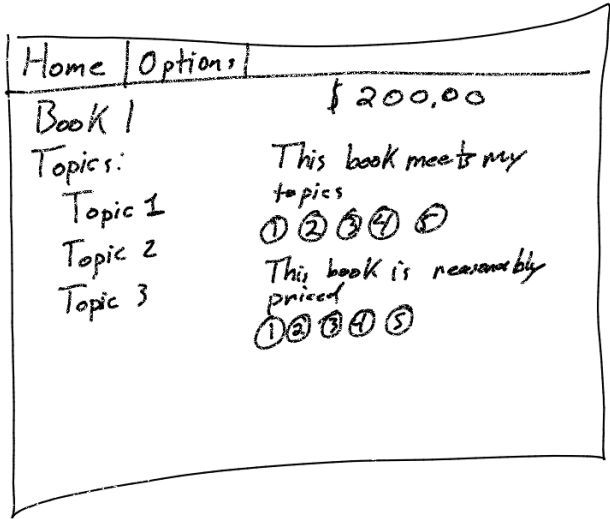 Home Options
Book 1
$ 200.00
Topics:
Topic 1
Topic 2
Topic 3
This book meets my
topics
1 2 3 4 5
This book is reasonably
priced
1 2 3 4 5